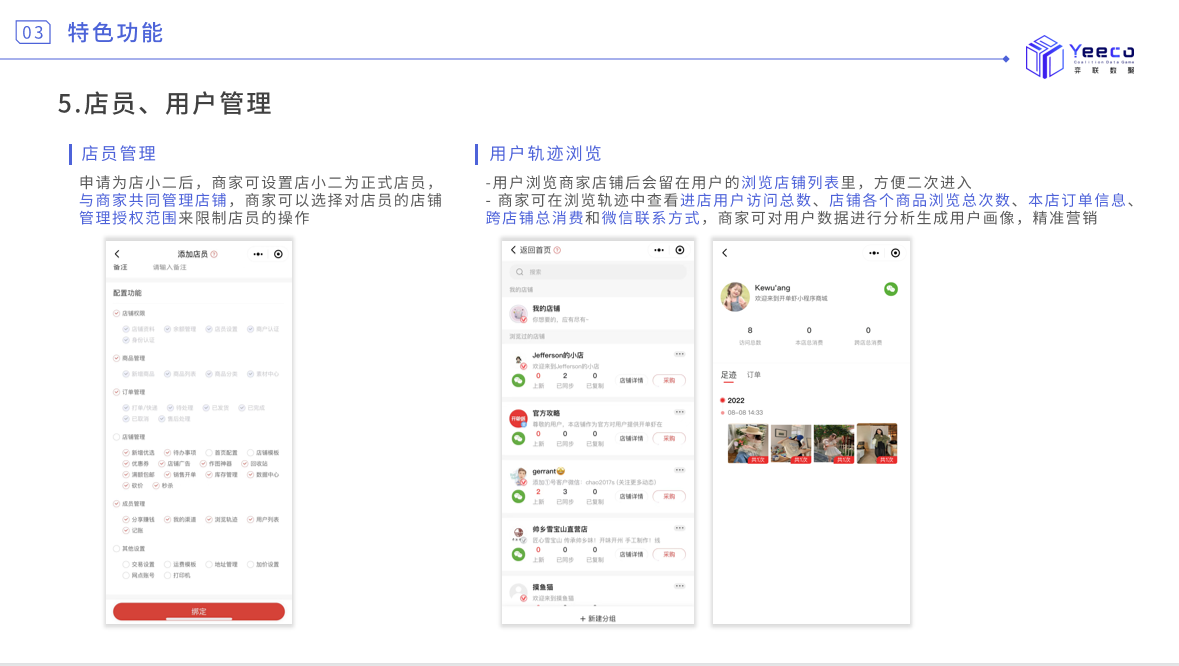 03 特色功能
Yeeco
Coalition Data Game
弈联数聚
5.店员、用户管理
店员管理
申请为店小二后，商家可设置店小二为正式店员，
与商家共同管理店铺，商家可以选择对店员的店铺
管理授权范围来限制店员的操作
用户轨迹浏览
-用户浏览商家店铺后会留在用户的浏览店铺列表里，方便二次进入
- 商家可在浏览轨迹中查看进店用户访问总数、店铺各个商品浏览总次数、本店订单信息、
跨店铺总消费和微信联系方式，商家可对用户数据进行分析生成用户画像，精准营销
添加店员
备注 请输入备注
配置功能
店铺权限
店铺资料 余额管理 店员设置 商户认证
身份认证
商品管理
新增商品 商品列表 商品分类 素材中心
订单管理
打单/快递 待处理 已发货 已完成
已取消 售后处理
店铺管理
新增优选 待办事项 首页配置 店铺模板
优惠券 店铺广告 作图神器 回收站
满额包邮 销售开单 库存管理 数据中心
砍价 秒杀
成员管理
分享赚钱 我的渠道 浏览轨迹 用户列表
记账
其他设置
交易设置 运费模板 地址管理 加价设置
网点账号 打印机
绑定
返回首页
搜索
我的店铺
我的店铺
你想要的，应有尽有~
浏览过的店铺
Jefferson的小店
欢迎来到Jefferson的小店
0 2 0
上新 已同步 已复制 店铺详情 采购
官方攻略
尊敬的用户，本店铺作为官方对用户提供开单虾在
0 0 0
上新 已同步 已复制 店铺详情 采购
gerrant
添加①号客户微信：chao2017s (关注更多动态)
2 3 0
上新 已同步 已复制 店铺详情 采购
帅乡雪宝山直营店
匠心雪宝山 传承帅乡味！开味开州 手工制作！线
0 0 0
上新 已同步 已复制 店铺详情 采购
摸鱼猫
欢迎来到摸鱼猫
+ 新建分组
Kewu'ang
欢迎来到开单虾小程序商城
8 0 0
访问总数 本店总消费 跨店总消费
足迹 订单
2022
08-08 14:33
共1次 共1次 共1次 共1次